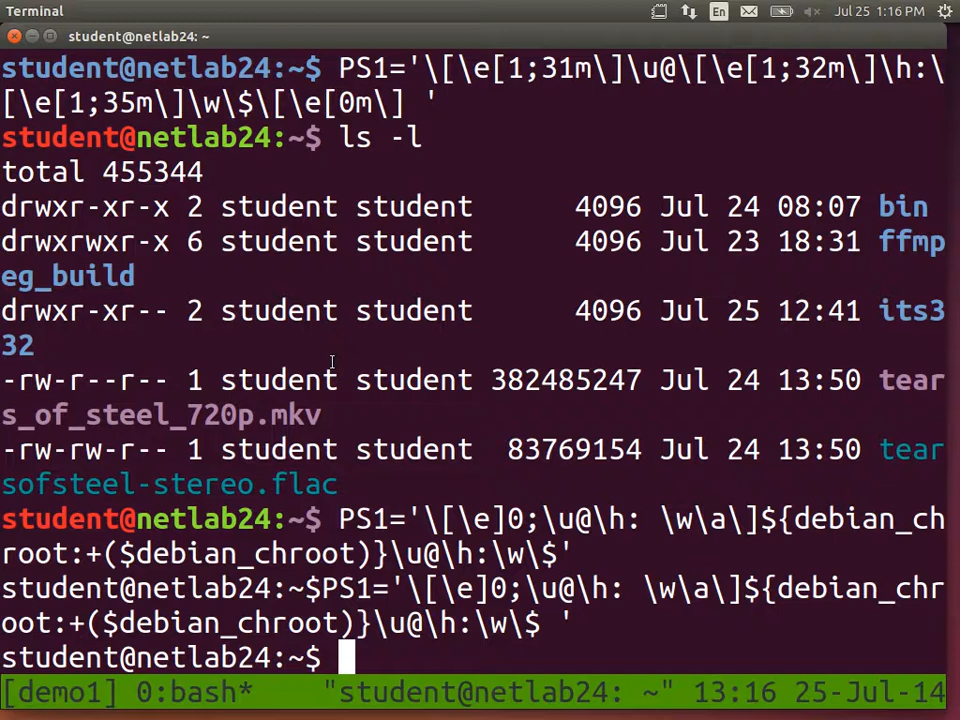 Terminal
En
Jul 25 1:16 PM
student@netlab24: ~
student@netlab24:~$ PS1='\[\e[1;31m\]\u@\[\e[1;32m\]\h:\
[\e[1;35m\]\w\$\[\e[0m\] '
student@netlab24:~$ ls -l
total 455344
drwxr-xr-x 2 student student      4096 Jul 24 08:07 bin
drwxrwxr-x 6 student student      4096 Jul 23 18:31 ffmp
eg_build
drwxr-xr-- 2 student student      4096 Jul 25 12:41 its3
32
-rw-r--r-- 1 student student 382485247 Jul 24 13:50 tear
s_of_steel_720p.mkv
-rw-rw-r-- 1 student student  83769154 Jul 24 13:50 tear
sofsteel-stereo.flac
student@netlab24:~$ PS1='\[\e]0;\u@\h: \w\a\]${debian_ch
root:+($debian_chroot)}\u@\h:\w\$'
student@netlab24:~$PS1='\[\e]0;\u@\h: \w\a\]${debian_chr
oot:+($debian_chroot)}\u@\h:\w\$ '
student@netlab24:~$
[demo1] 0:bash*    "student@netlab24: ~" 13:16 25-Jul-14